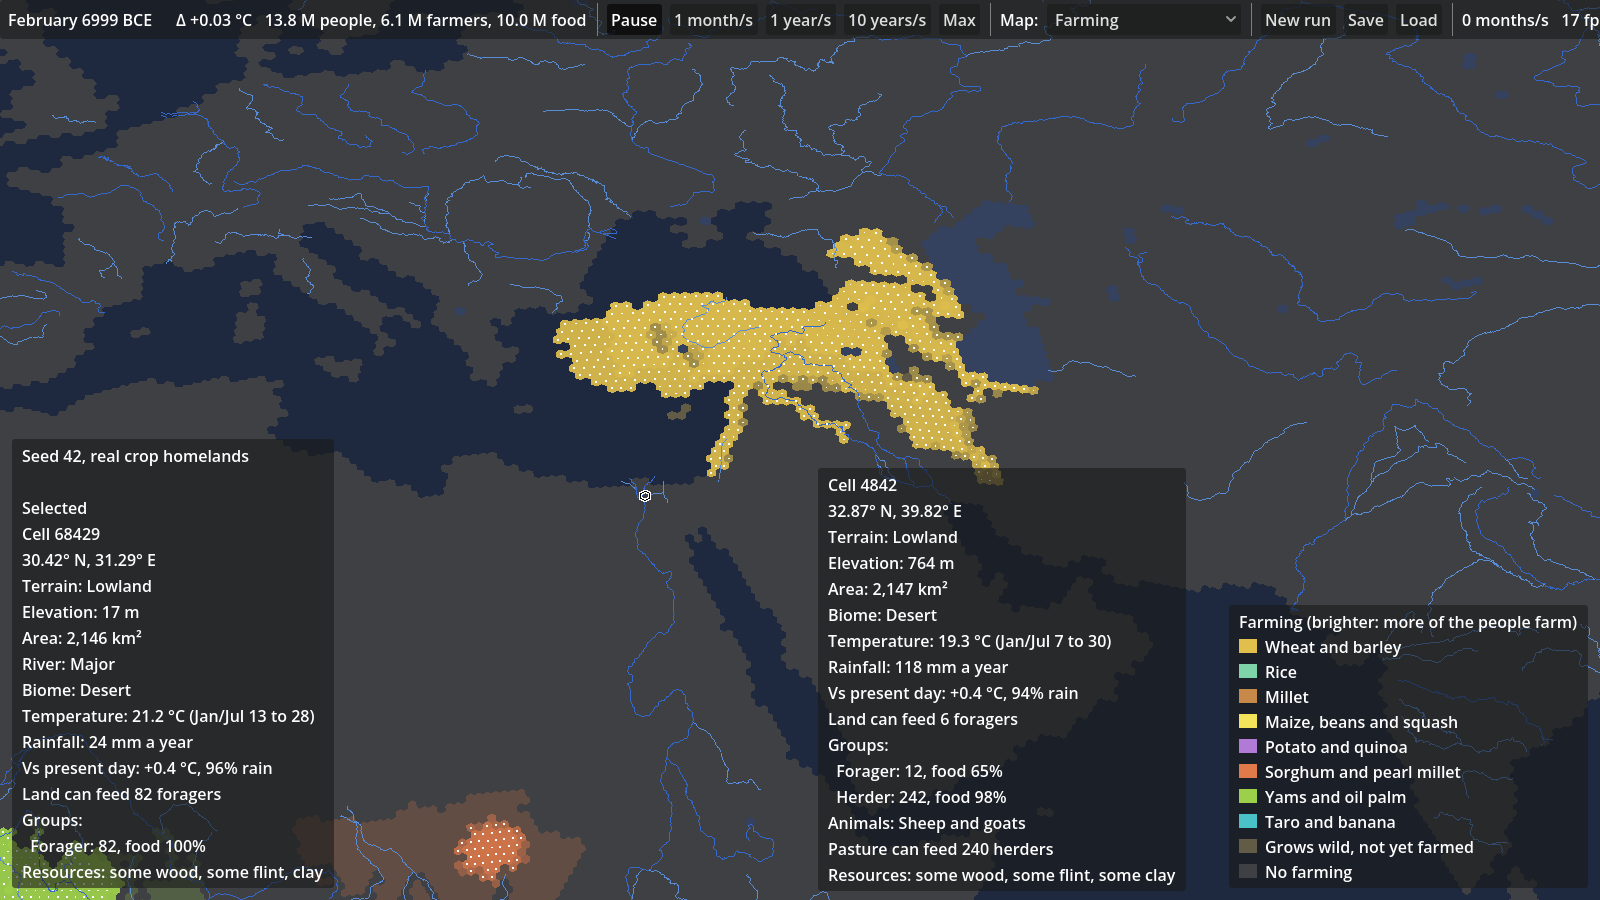 February 6999 BCE Δ +0.03 °C 13.8 M people, 6.1 M farmers, 10.0 M food Pause 1 month/s 1 year/s 10 years/s Max Map: Farming New run Save Load 0 months/s 17 fp
Seed 42, real crop homelands
Selected
Cell 68429
30.42° N, 31.29° E
Terrain: Lowland
Elevation: 17 m
Area: 2,146 km²
River: Major
Biome: Desert
Temperature: 21.2 °C (Jan/Jul 13 to 28)
Rainfall: 24 mm a year
Vs present day: +0.4 °C, 96% rain
Land can feed 82 foragers
Groups:
Forager: 82, food 100%
Resources: some wood, some flint, clay
Cell 4842
32.87° N, 39.82° E
Terrain: Lowland
Elevation: 764 m
Area: 2,147 km²
Biome: Desert
Temperature: 19.3 °C (Jan/Jul 7 to 30)
Rainfall: 118 mm a year
Vs present day: +0.4 °C, 94% rain
Land can feed 6 foragers
Groups:
Forager: 12, food 65%
Herder: 242, food 98%
Animals: Sheep and goats
Pasture can feed 240 herders
Resources: some wood, some flint, some clay
Farming (brighter: more of the people farm)
Wheat and barley
Rice
Millet
Maize, beans and squash
Potato and quinoa
Sorghum and pearl millet
Yams and oil palm
Taro and banana
Grows wild, not yet farmed
No farming